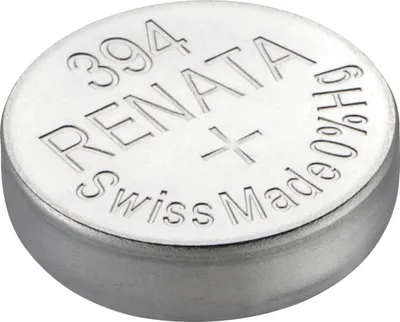 394
RENATA
+
Swiss Made 0%Hg